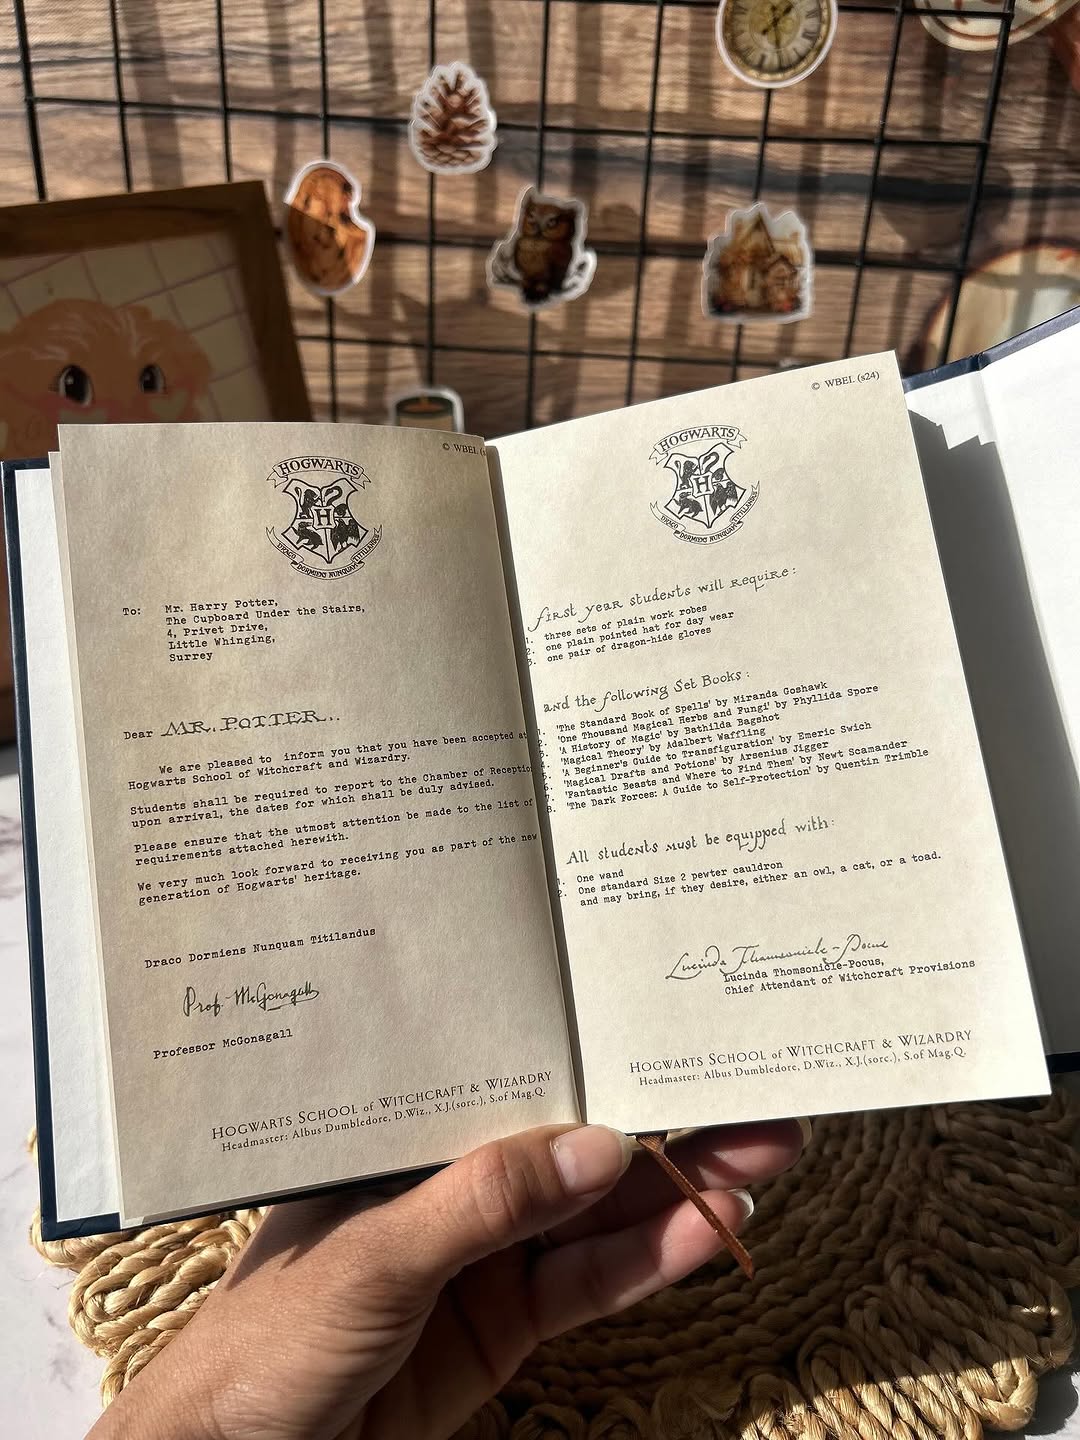 © WBEI (s
HOGWARTS
H
DRACO DORMIENS NUNQUAM TITILLANDUS
To: Mr. Harry Potter,
The Cupboard Under the Stairs,
4, Privet Drive,
Little Whinging,
Surrey
Dear MR. POTTER..
We are pleased to inform you that you have been accepted at
Hogwarts School of Witchcraft and Wizardry.
Students shall be required to report to the Chamber of Reception
upon arrival, the dates for which shall be duly advised.
Please ensure that the utmost attention be made to the list of
requirements attached herewith.
We very much look forward to receiving you as part of the new
generation of Hogwarts' heritage.
Draco Dormiens Nunquam Titilandus
Prof. McGonagall
Professor McGonagall
HOGWARTS SCHOOL of WITCHCRAFT & WIZARDRY
Headmaster: Albus Dumbledore, D.Wiz., X.J.(sorc.), S.of Mag.Q.
© WBEI (s24)
HOGWARTS
H
DRACO DORMIENS NUNQUAM TITILLANDUS
First year students will require:
1. three sets of plain work robes
2. one plain pointed hat for day wear
3. one pair of dragon-hide gloves
and the following Set Books:
1. 'The Standard Book of Spells' by Miranda Goshawk
2. 'One Thousand Magical Herbs and Fungi' by Phyllida Spore
3. 'A History of Magic' by Bathilda Bagshot
4. 'Magical Theory' by Adalbert Waffling
5. 'A Beginner's Guide to Transfiguration' by Emeric Swich
6. 'Magical Drafts and Potions' by Arsenius Jigger
7. 'Fantastic Beasts and Where to Find Them' by Newt Scamander
8. 'The Dark Forces: A Guide to Self-Protection' by Quentin Trimble
All students must be equipped with:
1. One wand
2. One standard Size 2 pewter cauldron
and may bring, if they desire, either an owl, a cat, or a toad.
Lucinda Thomsonicle-Pocus
Lucinda Thomsonicle-Pocus,
Chief Attendant of Witchcraft Provisions
HOGWARTS SCHOOL of WITCHCRAFT & WIZARDRY
Headmaster: Albus Dumbledore, D.Wiz., X.J.(sorc.), S.of Mag.Q.